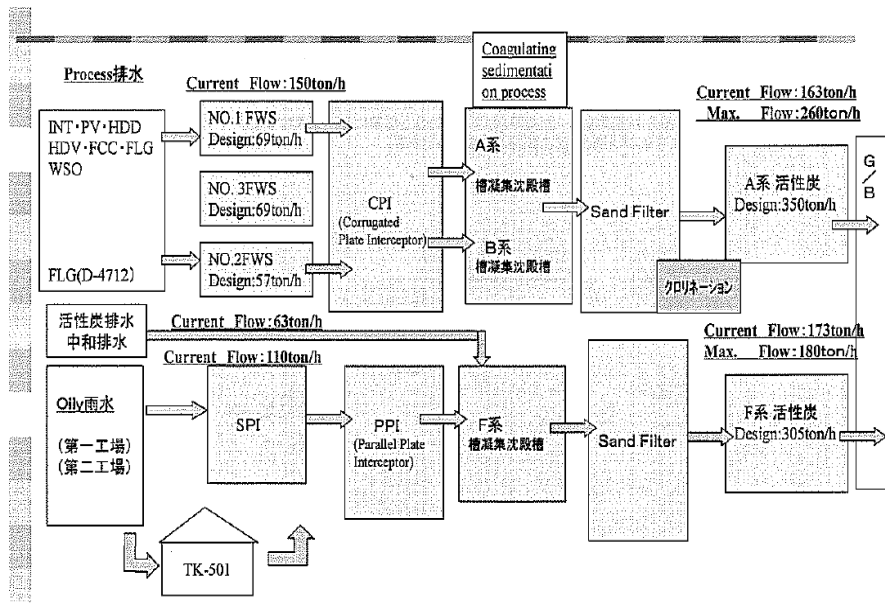 Process排水
Current Flow:150ton/h
Coagulating
sedimentati
on process
Current Flow:163ton/h
Max. Flow:260ton/h
INT・PV・HDD
HDV・FCC・FLG
WSO
FLG(D-4712)
NO.1 FWS
Design:69ton/h
NO. 3FWS
Design:69ton/h
NO.2FWS
Design:57ton/h
CPI
(Corrugated
Plate Interceptor)
A系
槽凝集沈殿槽
B系
槽凝集沈殿槽
Sand Filter
クロリネーション
A系 活性炭
Design:350ton/h
G/B
活性炭排水
中和排水
Current Flow:63ton/h
Current Flow:110ton/h
Current Flow:173ton/h
Max. Flow:180ton/h
Oily雨水
(第一工場)
(第二工場)
SPI
PPI
(Parallel Plate
Interceptor)
F系
槽凝集沈殿槽
Sand Filter
F系 活性炭
Design:305ton/h
TK-501